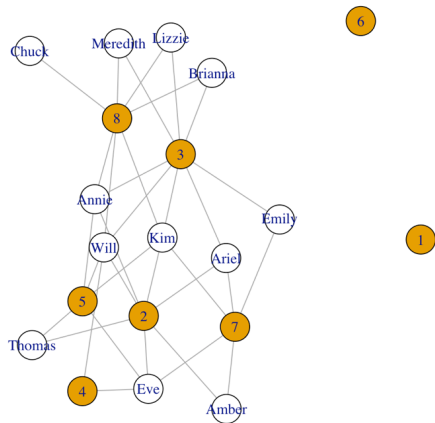 6
Lizzie
Meredith
Chuck
Brianna
8
3
Annie
Emily
Kim
1
Will
Ariel
5
2
7
Thomas
Eve
4
Amber